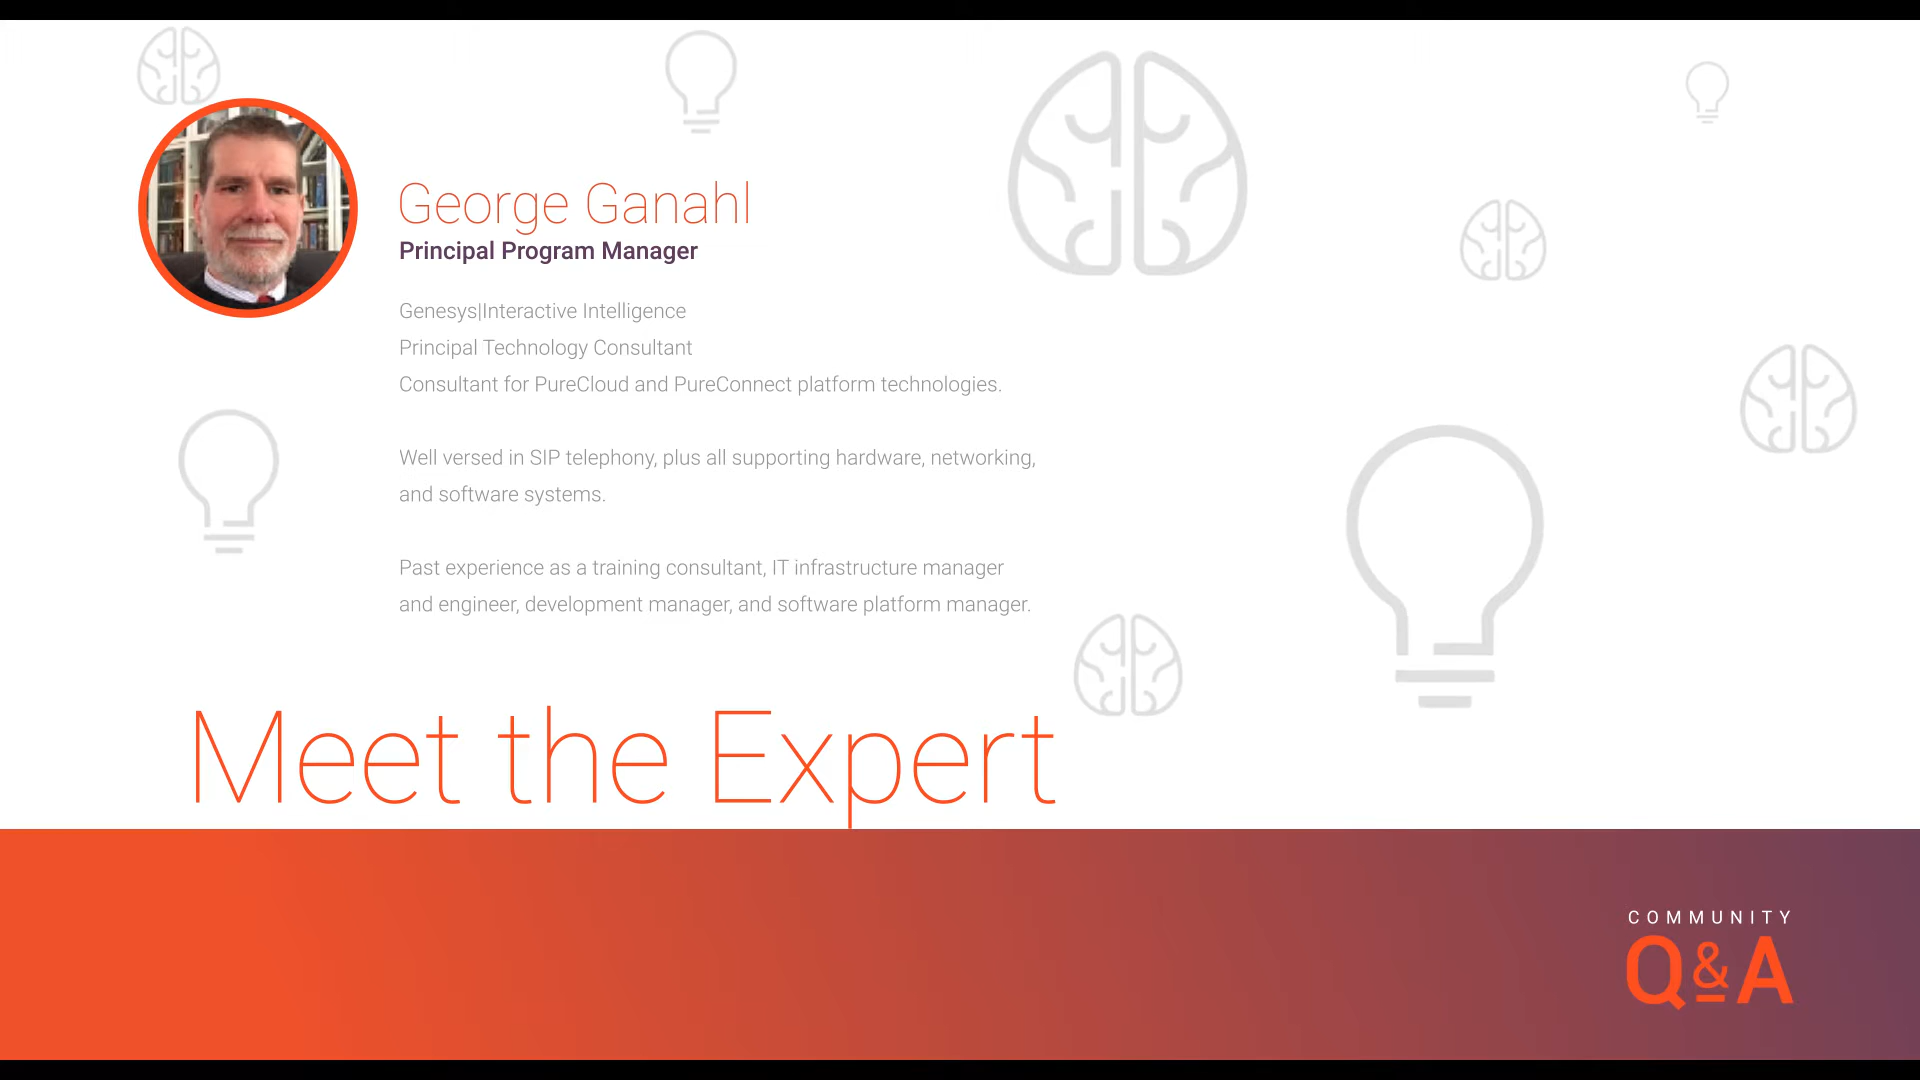 George Ganahl
Principal Program Manager
Genesys|Interactive Intelligence
Principal Technology Consultant
Consultant for PureCloud and PureConnect platform technologies.
Well versed in SIP telephony, plus all supporting hardware, networking,
and software systems.
Past experience as a training consultant, IT infrastructure manager
and engineer, development manager, and software platform manager.
Meet the Expert
COMMUNITY
Q&A